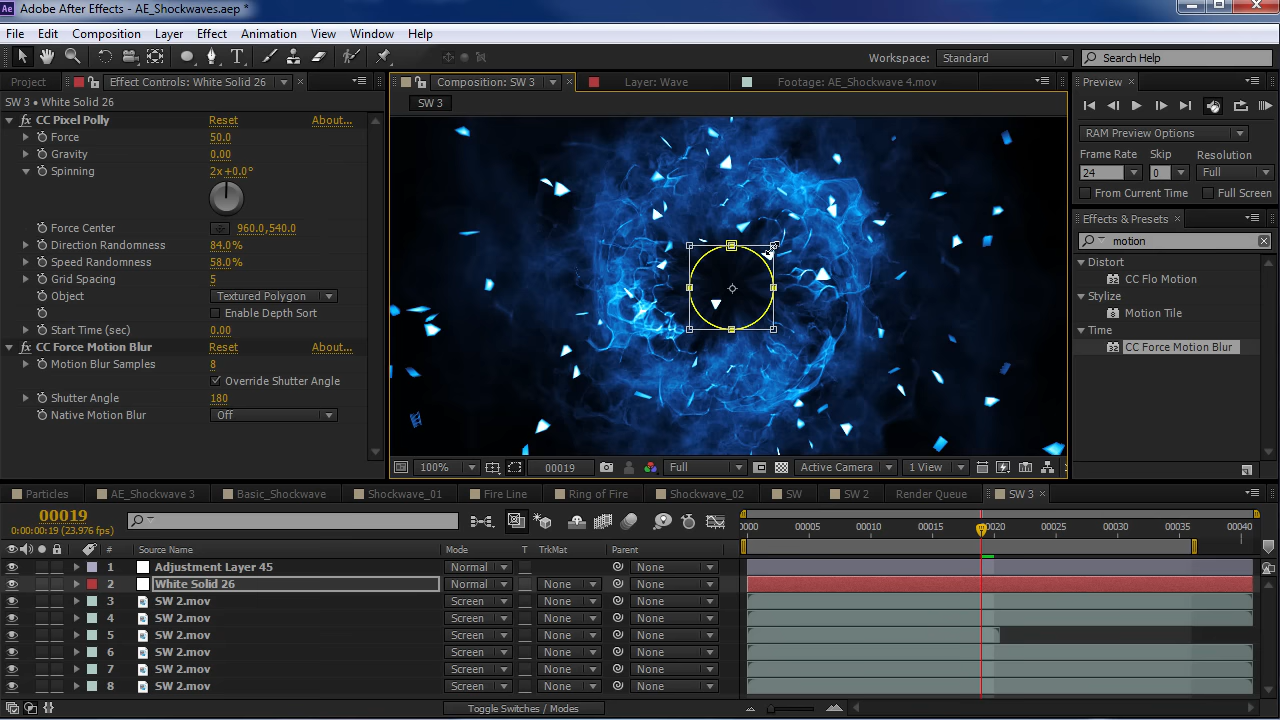 Adobe After Effects - AE_Shockwaves.aep *
File Edit Composition Layer Effect Animation View Window Help
Workspace: Standard Search Help
Project Effect Controls: White Solid 26 Composition: SW 3 Layer: Wave Footage: AE_Shockwave 4.mov Preview
SW 3 • White Solid 26
SW 3
CC Pixel Polly Reset About...
Force 50.0
Gravity 0.00
Spinning 2x+0.0°
Force Center 960.0,540.0
Direction Randomness 84.0%
Speed Randomness 58.0%
Grid Spacing 5
Object Textured Polygon
Enable Depth Sort
Start Time (sec) 0.00
CC Force Motion Blur Reset About...
Motion Blur Samples 8
Override Shutter Angle
Shutter Angle 180
Native Motion Blur Off
RAM Preview Options
Frame Rate Skip Resolution
24 0 Full
From Current Time Full Screen
Effects & Presets
motion
Distort
CC Flo Motion
Stylize
Motion Tile
Time
CC Force Motion Blur
100% 00019 Full Active Camera 1 View
Particles AE_Shockwave 3 Basic_Shockwave Shockwave_01 Fire Line Ring of Fire Shockwave_02 SW SW 2 Render Queue SW 3
00019
0:00:00:19 (23.976 fps)
0000 00005 00010 00015 00020 00025 00030 00035 00040
# Source Name Mode T TrkMat Parent
1 Adjustment Layer 45 Normal None
2 White Solid 26 Normal None None
3 SW 2.mov Screen None None
4 SW 2.mov Screen None None
5 SW 2.mov Screen None None
6 SW 2.mov Screen None None
7 SW 2.mov Screen None None
8 SW 2.mov Screen None None
Toggle Switches / Modes